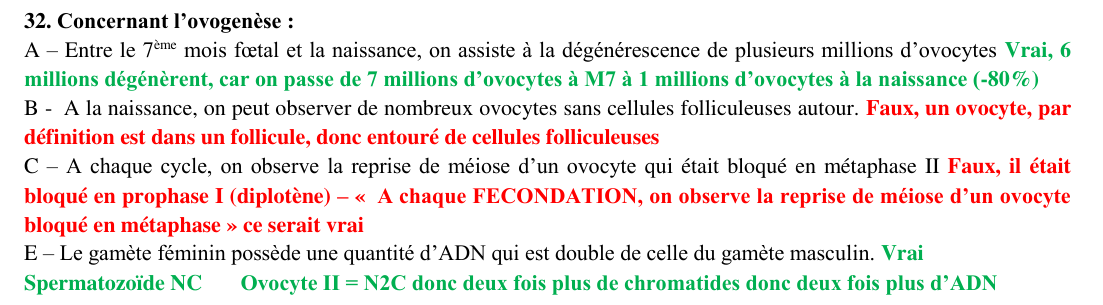 32. Concernant l’ovogenèse :
A – Entre le 7ème mois fœtal et la naissance, on assiste à la dégénérescence de plusieurs millions d’ovocytes Vrai, 6
millions dégénèrent, car on passe de 7 millions d’ovocytes à M7 à 1 millions d’ovocytes à la naissance (-80%)
B - A la naissance, on peut observer de nombreux ovocytes sans cellules folliculeuses autour. Faux, un ovocyte, par
définition est dans un follicule, donc entouré de cellules folliculeuses
C – A chaque cycle, on observe la reprise de méiose d’un ovocyte qui était bloqué en métaphase II Faux, il était
bloqué en prophase I (diplotène) – « A chaque FECONDATION, on observe la reprise de méiose d’un ovocyte
bloqué en métaphase » ce serait vrai
E – Le gamète féminin possède une quantité d’ADN qui est double de celle du gamète masculin. Vrai
Spermatozoïde NC Ovocyte II = N2C donc deux fois plus de chromatides donc deux fois plus d’ADN